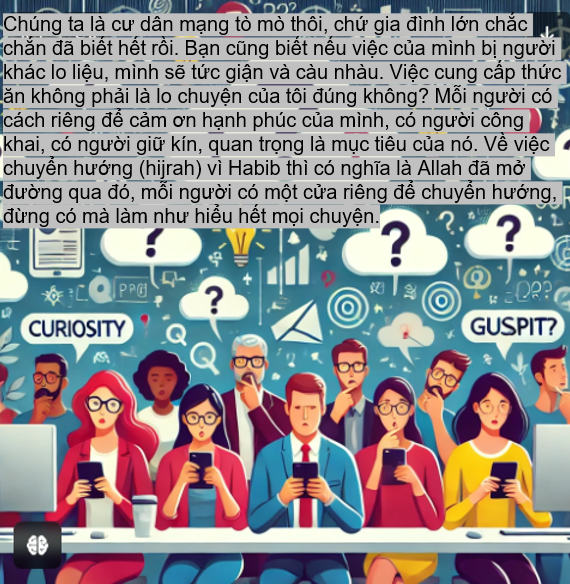 Chúng ta là cư dân mạng tò mò thôi, chứ gia đình lớn chắc
chắn đã biết hết rồi. Bạn cũng biết nếu việc của mình bị người
khác lo liệu, mình sẽ tức giận và càu nhàu. Việc cung cấp thức
ăn không phải là lo chuyện của tôi đúng không? Mỗi người có
cách riêng để cảm ơn hạnh phúc của mình, có người công
khai, có người giữ kín, quan trọng là mục tiêu của nó. Về việc
chuyển hướng (hijrah) vì Habib thì có nghĩa là Allah đã mở
đường qua đó, mỗi người có một cửa riêng để chuyển hướng,
đừng có mà làm như hiểu hết mọi chuyện.
?
?
?
?
CURIOSITY
GUSPIT?